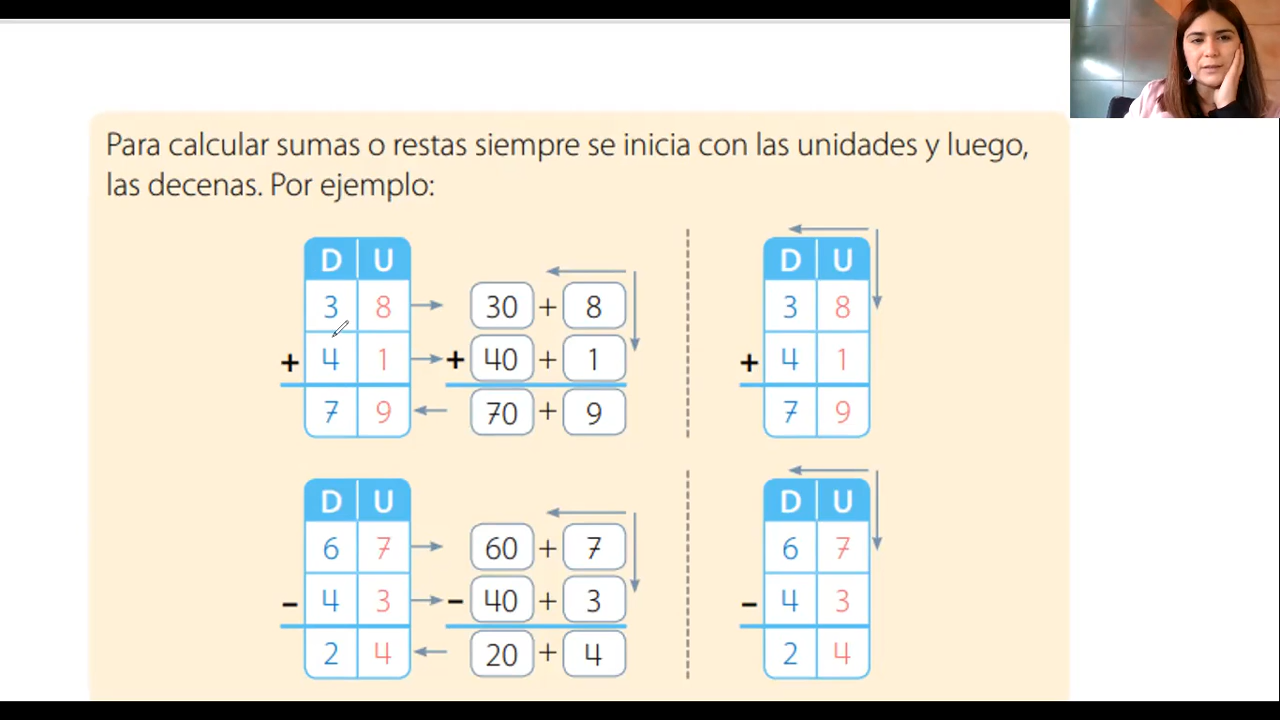 Para calcular sumas o restas siempre se inicia con las unidades y luego,
las decenas. Por ejemplo:
D U
3 8 30 + 8
+ 4 1 + 40 + 1
7 9 70 + 9
D U
3 8
+ 4 1
7 9
D U
6 7 60 + 7
- 4 3 - 40 + 3
2 4 20 + 4
D U
6 7
- 4 3
2 4